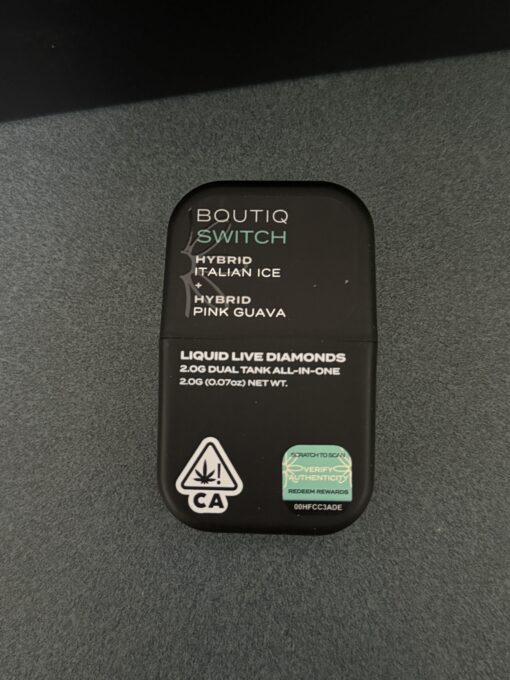 BOUTIQ
SWITCH
HYBRID
ITALIAN ICE
+
HYBRID
PINK GUAVA
LIQUID LIVE DIAMONDS
2.0G DUAL TANK ALL-IN-ONE
2.0G (0.07oz) NET WT.
!
CA
SCRATCH TO SCAN
VERIFY
AUTHENTICITY
REDEEM REWARDS
00HFCC3ADE